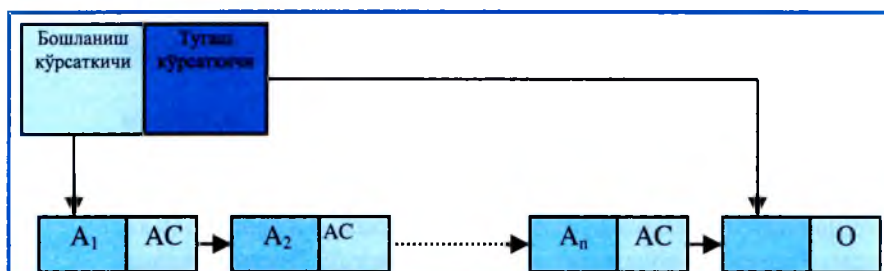 Бошланиш
кўрсаткичи
Тугаш
кўрсаткичи
A₁ AC A₂ AC Aₙ AC O